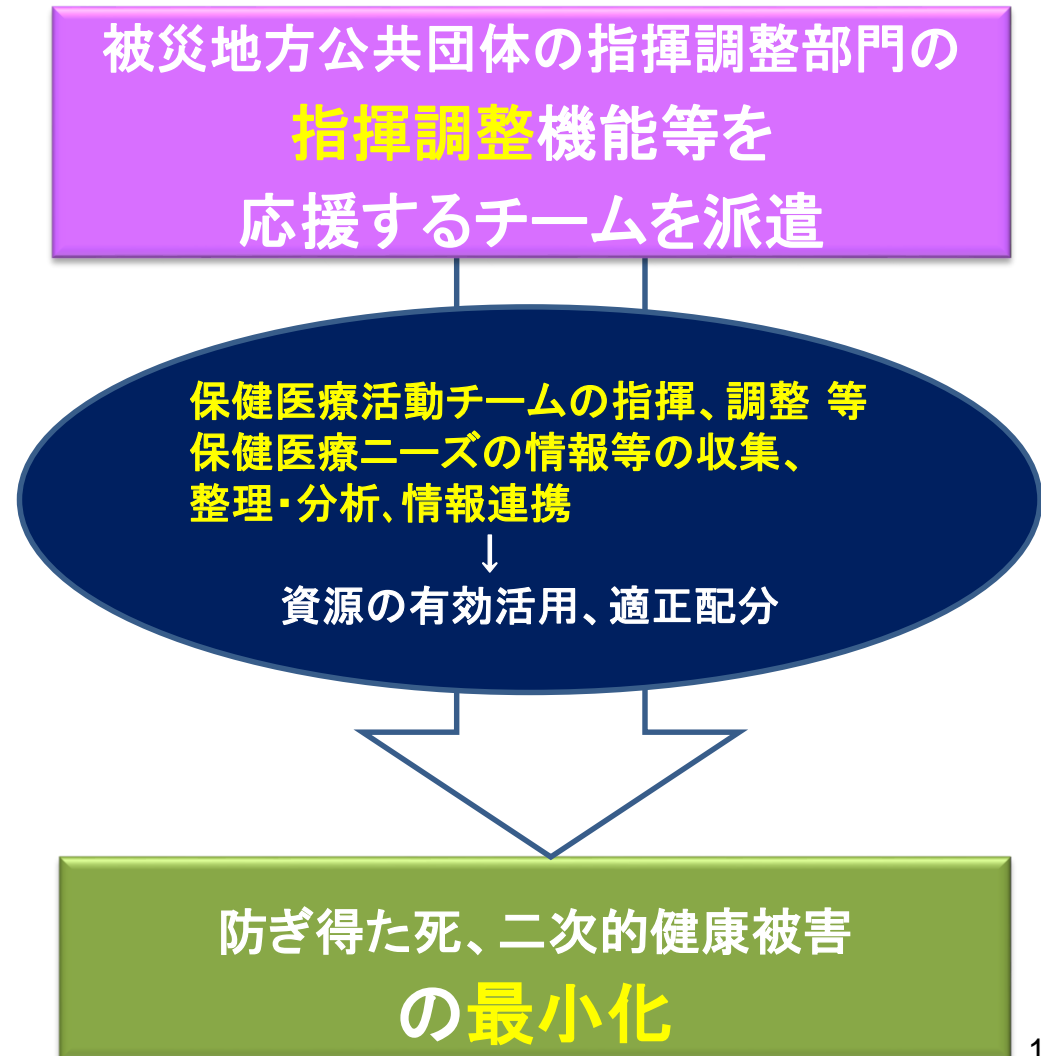 被災地方公共団体の指揮調整部門の
指揮調整機能等を
応援するチームを派遣
保健医療活動チームの指揮、調整 等
保健医療ニーズの情報等の収集、
整理・分析、情報連携
↓
資源の有効活用、適正配分
防ぎ得た死、二次的健康被害
の最小化
1